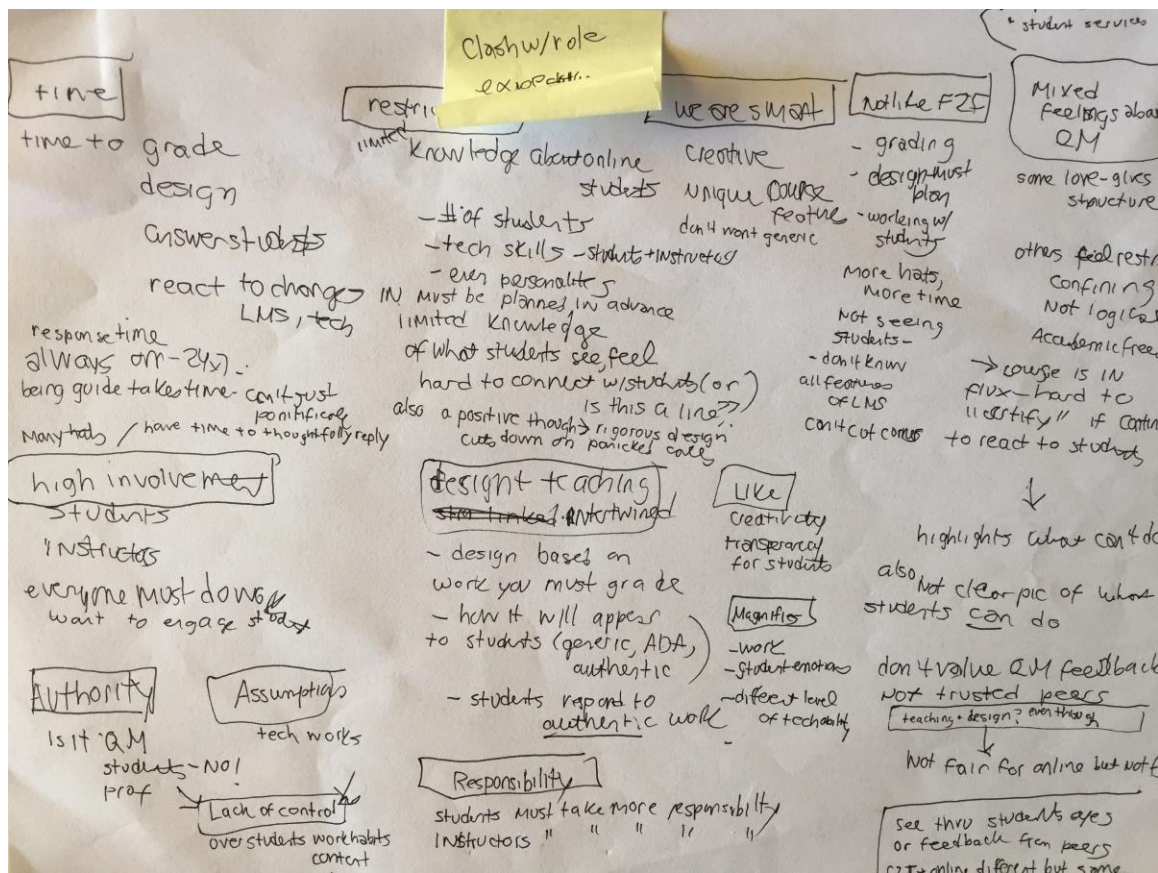 Clash w/role
time
time to grade
design
answer students
react to changes
LMS, tech
response time
always on - 24x7.
being guide takes time - can't just
pontificate
Many hats / have time to thoughtfully reply
high involvement
students
instructors
everyone must do work
want to engage student
Authority
Is it QM
students - NO!
prof
Assumptions
tech works
Lack of control
over students work habits
content
limited
knowledge about online
students
- # of students
- tech skills - students + instructor
- even personalities
IN must be planned in advance
limited knowledge
of what students see, feel
hard to connect w/students (or
is this a line??)
also a positive though → rigorous design
cuts down on panicked calls
design + teaching
entertwined
- design based on
work you must grade
- how it will appear
to students (generic, ADA,
authentic)
- students repond to
authentic work
Responsibility
students must take more responsibility
INstructors " " " " "
we are smart
creative
unique course
feature
don't want generic
Like
creativity
transparency
for students
Magnifies
- work
- student emotions
- different level
of tech ability
Not like F2F
- grading
- design - must
plan
- working w/
students
More hats,
more time
Not seeing
students -
- don't know
all features
of LMS
can't cut corners
student services
Mixed
feelings
QM
some love - gives
structure
others feel
Confining
Not logical
→ course is IN
flux - hard to
"certify" if
to react to students
highlights what can't do
also
Not clear pic of what
students can do
don't value QM feedback
Not trusted peers
teaching + design? even though
Not fair for online but not
see thru students eyes
or feedback from peers
F2F + online different but same